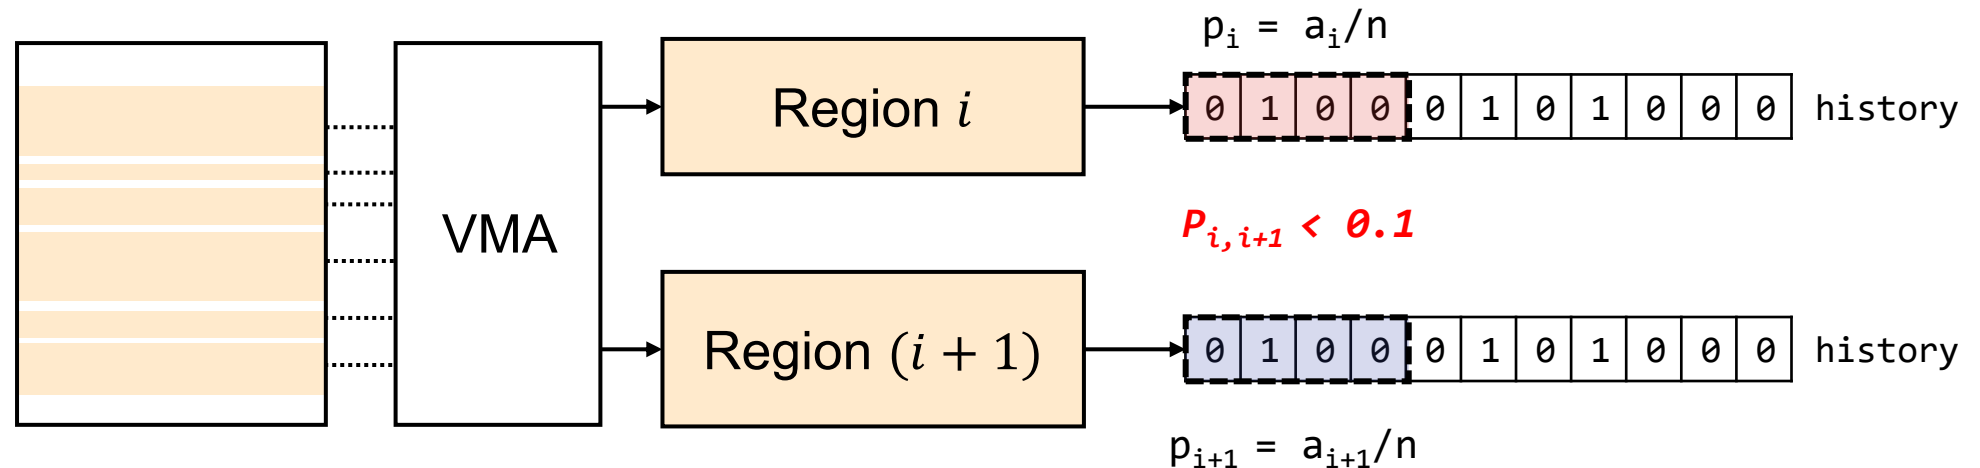 pᵢ = aᵢ/n
Region i
0 1 0 0 0 1 0 1 0 0 0 history
VMA
Pᵢ,ᵢ₊₁ < 0.1
Region (i + 1)
0 1 0 0 0 1 0 1 0 0 0 history
pᵢ₊₁ = aᵢ₊₁/n